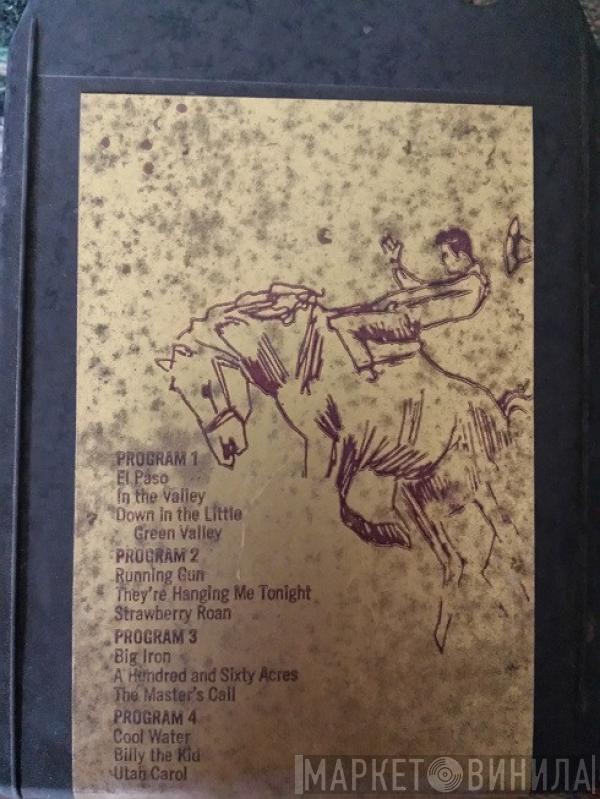 PROGRAM 1
El Paso
In the Valley
Down in the Little
Green Valley
PROGRAM 2
Running Gun
They're Hanging Me Tonight
Strawberry Roan
PROGRAM 3
Big Iron
A Hundred and Sixty Acres
The Master's Call
PROGRAM 4
Cool Water
Billy the Kid
Utah Carol
МАРКЕТ ВИНИЛА